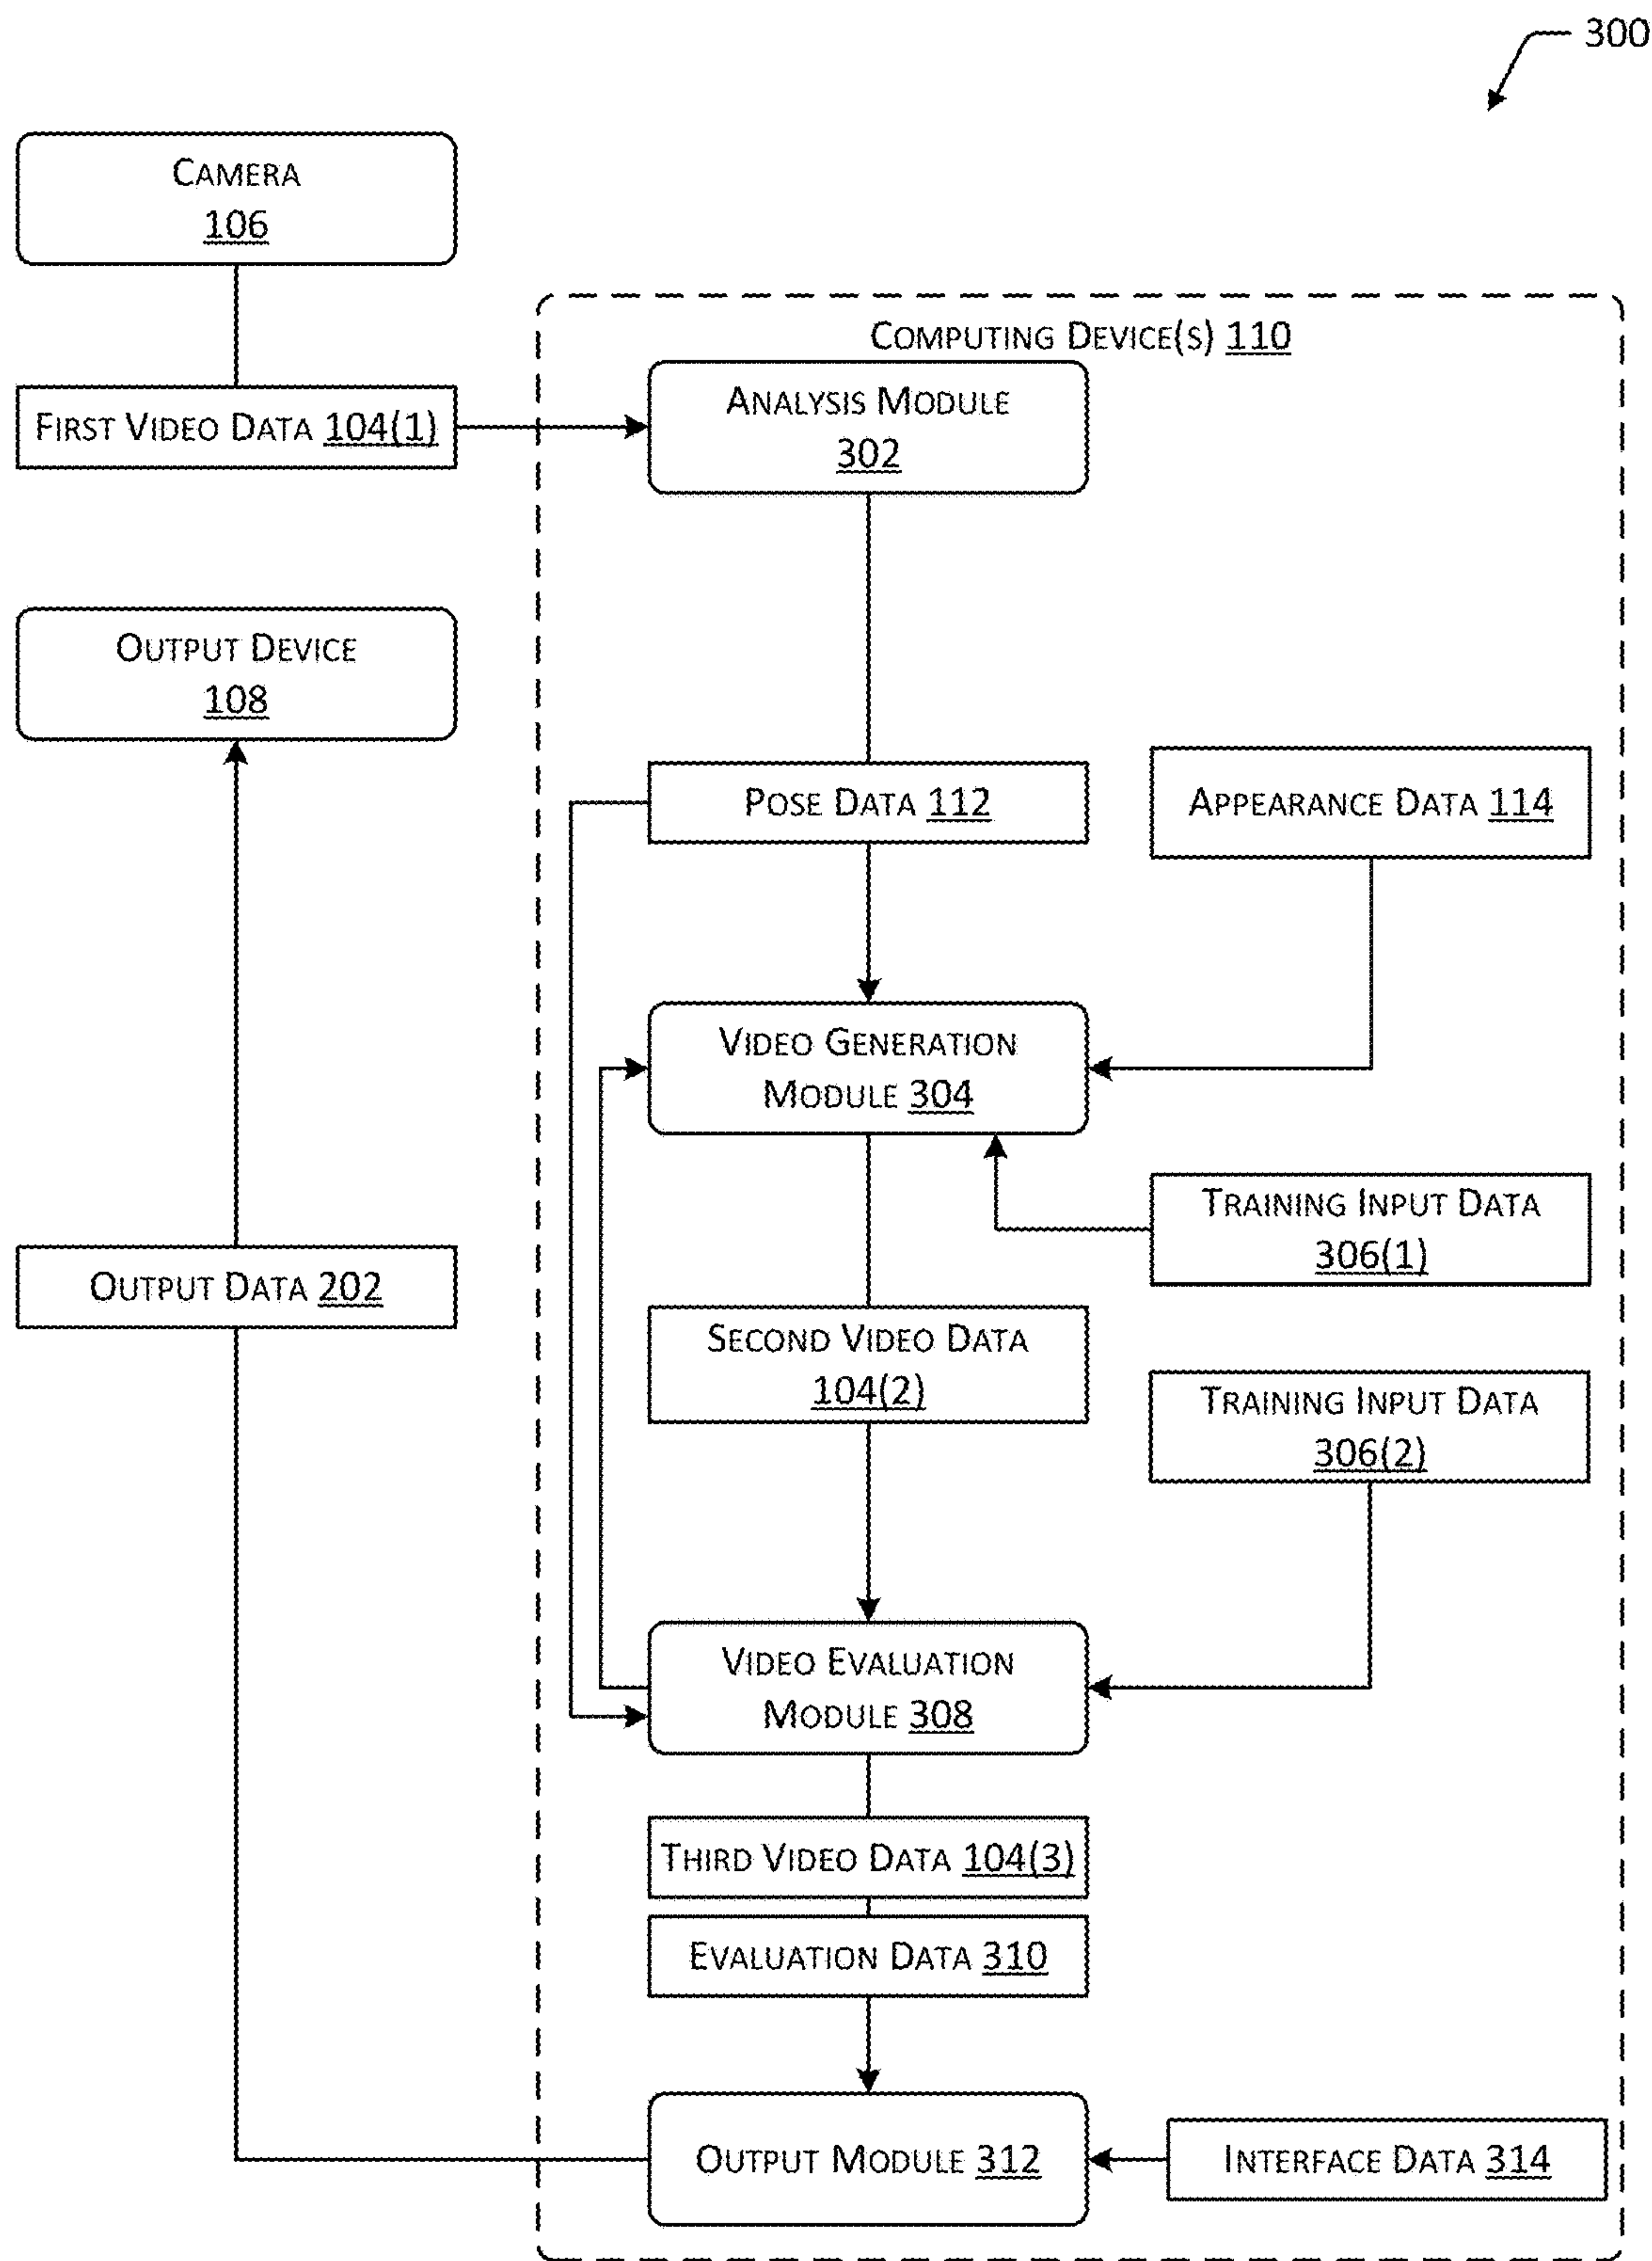 300
CAMERA
106
COMPUTING DEVICE(S) 110
FIRST VIDEO DATA 104(1)
ANALYSIS MODULE
302
OUTPUT DEVICE
108
POSE DATA 112
APPEARANCE DATA 114
VIDEO GENERATION
MODULE 304
TRAINING INPUT DATA
306(1)
OUTPUT DATA 202
SECOND VIDEO DATA
104(2)
TRAINING INPUT DATA
306(2)
VIDEO EVALUATION
MODULE 308
THIRD VIDEO DATA 104(3)
EVALUATION DATA 310
OUTPUT MODULE 312
INTERFACE DATA 314